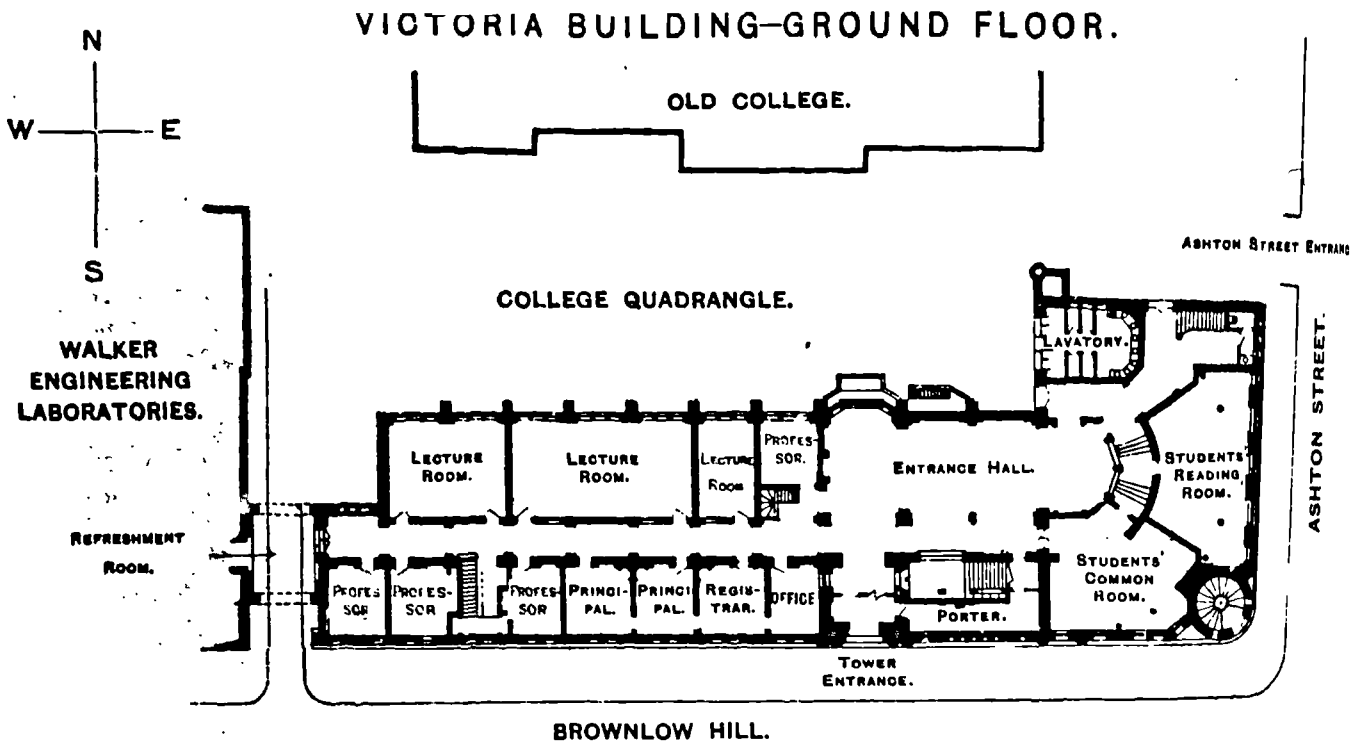 VICTORIA BUILDING—GROUND FLOOR.
N
W
E
S
OLD COLLEGE.
ASHTON STREET ENTRANC
COLLEGE QUADRANGLE.
WALKER
ENGINEERING
LABORATORIES.
LAVATORY.
ASHTON STREET.
LECTURE
ROOM.
LECTURE
ROOM.
LECTURE
ROOM
PROFES-
SOR.
ENTRANCE HALL.
STUDENTS'
READING
ROOM.
REFRESHMENT
ROOM.
STUDENTS'
COMMON
ROOM.
PROFES
SOR
PROFES-
SOR
PROFES-
SOR
PRINCI-
PAL.
PRINCI-
PAL.
REGIS-
TRAR.
OFFICE
PORTER.
TOWER
ENTRANCE.
BROWNLOW HILL.